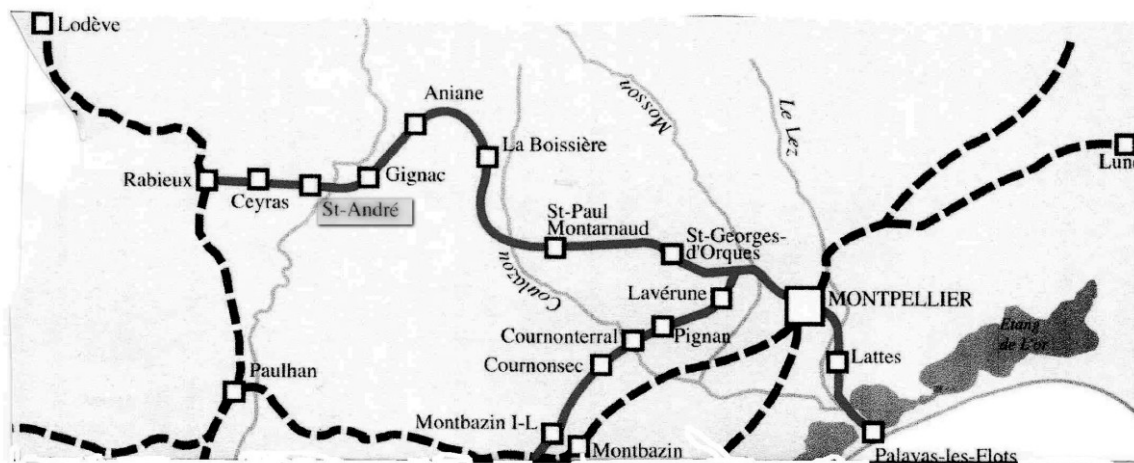 Lodève
Aniane
Mosson
Le Lez
La Boissière
Lune
Rabieux
Ceyras
Gignac
St-André
St-Paul
Montarnaud
St-Georges-
d'Orques
Coulazon
Lavérune
MONTPELLIER
Etang
de L'or
Cournonterral
Pignan
Cournonsec
Lattes
Paulhan
Montbazin I-L
Montbazin
Palavas-les-Flots